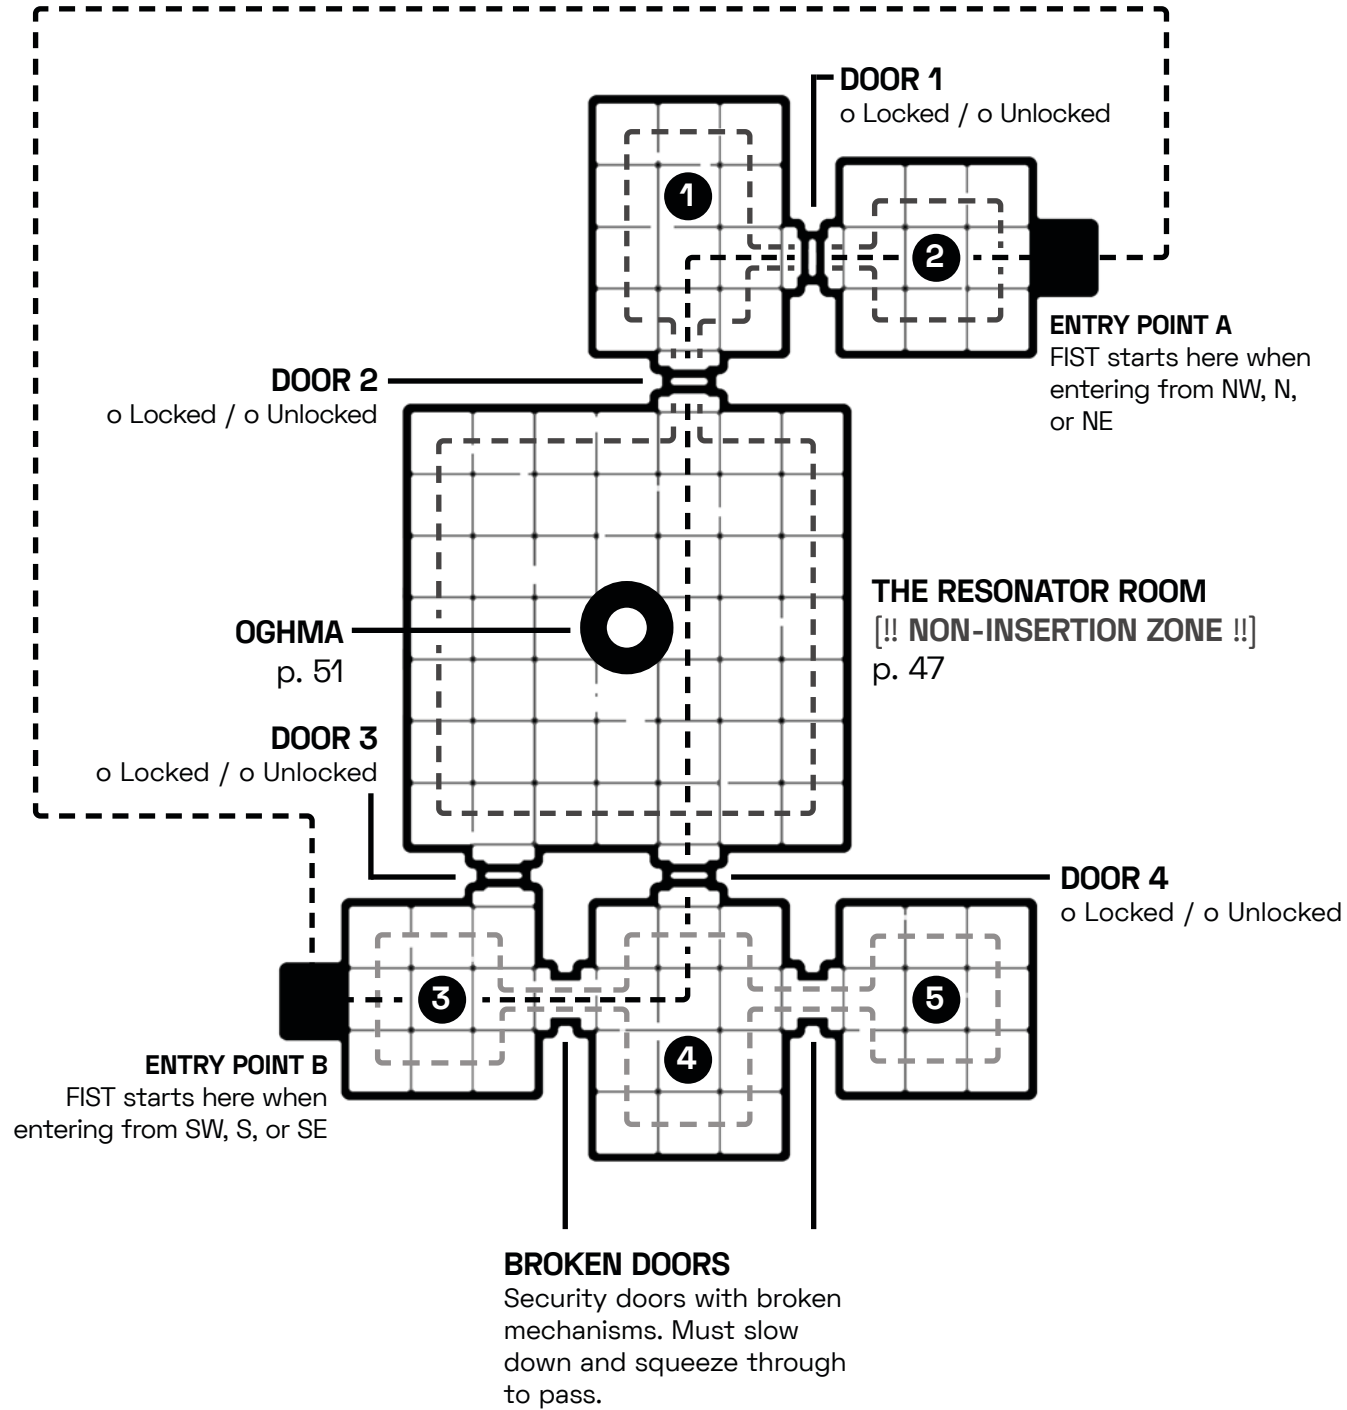 DOOR 1
o Locked / o Unlocked
1
2
ENTRY POINT A
FIST starts here when
entering from NW, N,
or NE
DOOR 2
o Locked / o Unlocked
THE RESONATOR ROOM
[!! NON-INSERTION ZONE !!]
p. 47
OGHMA
p. 51
DOOR 3
o Locked / o Unlocked
DOOR 4
o Locked / o Unlocked
3
5
4
ENTRY POINT B
FIST starts here when
entering from SW, S, or SE
BROKEN DOORS
Security doors with broken
mechanisms. Must slow
down and squeeze through
to pass.